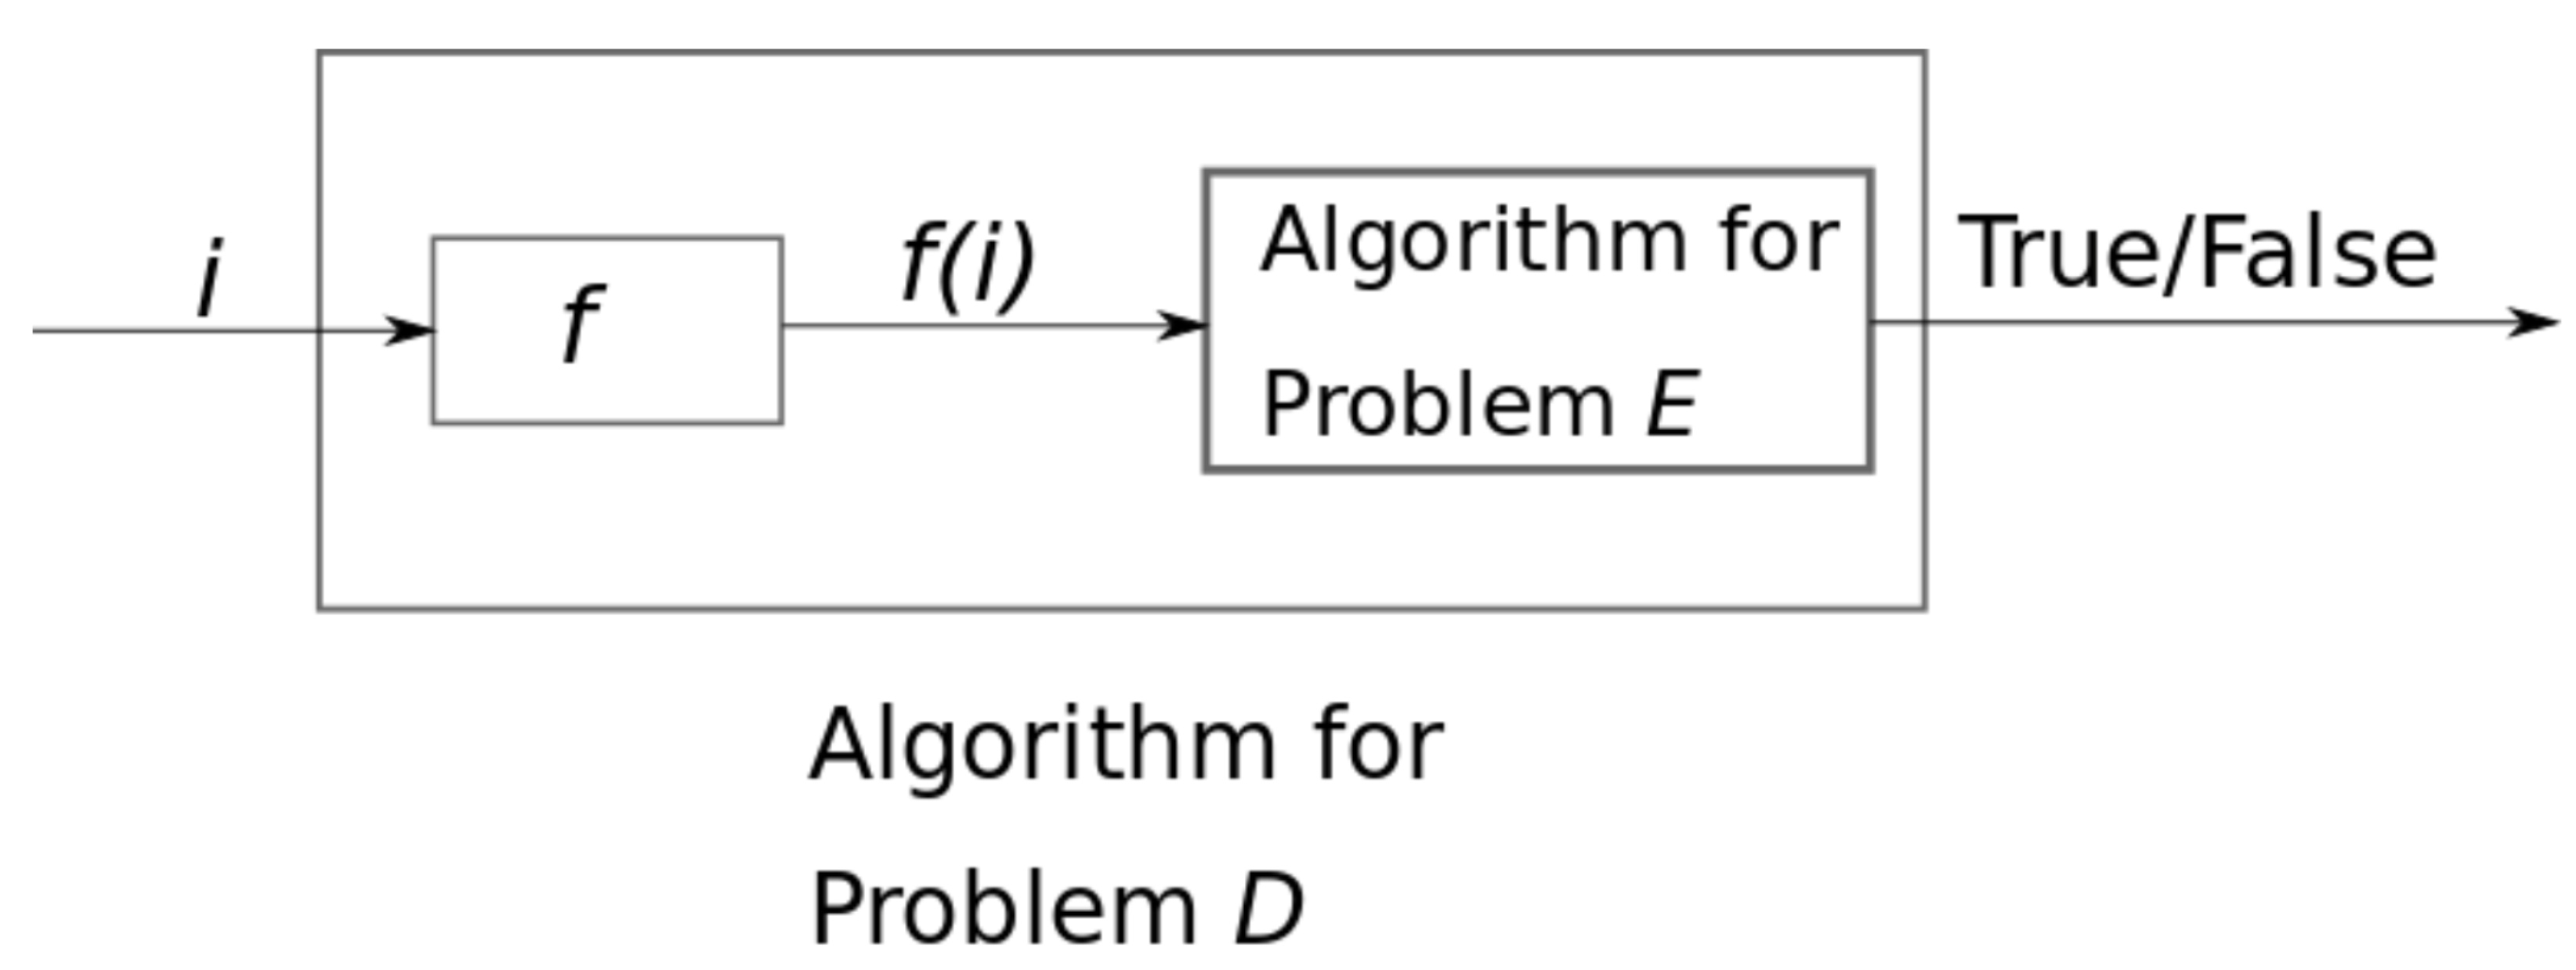 i
f
f(i)
Algorithm for
Problem E
True/False
Algorithm for
Problem D